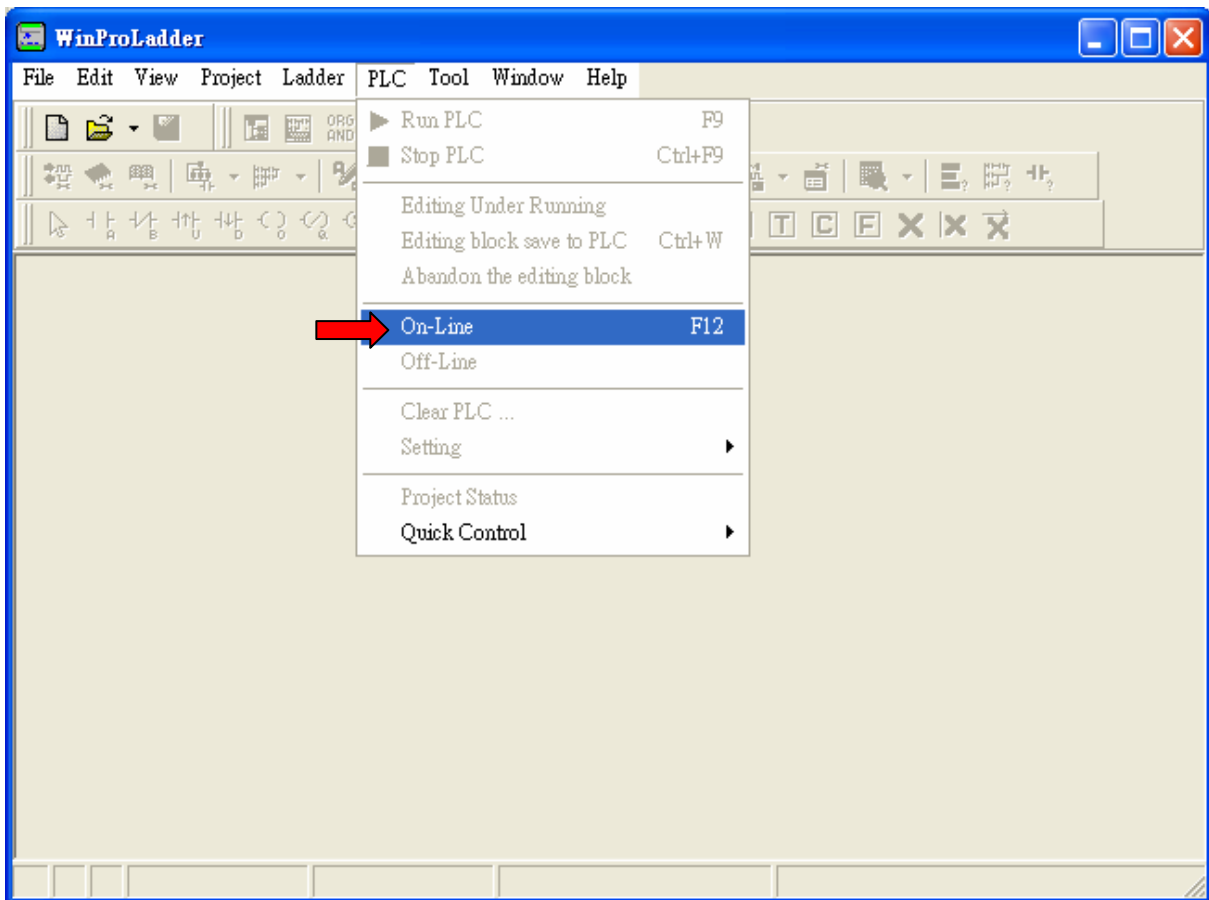 WinProLadder
File Edit View Project Ladder PLC Tool Window Help
ORG
AND
Run PLC F9
Stop PLC Ctrl+F9
Editing Under Running
Editing block save to PLC Ctrl+W
Abandon the editing block
A B U D O Q T C F
On-Line F12
Off-Line
Clear PLC ...
Setting
Project Status
Quick Control